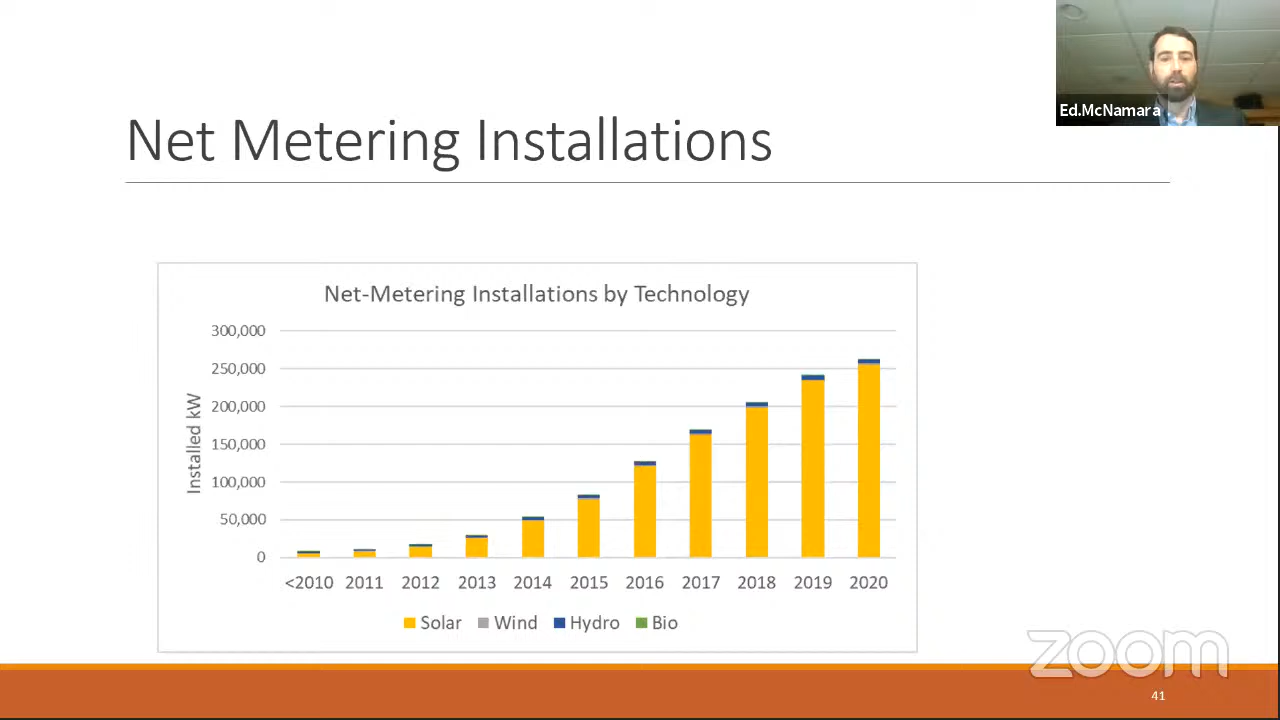 Ed.McNamara
Net Metering Installations
Net-Metering Installations by Technology
Installed kW
300,000
250,000
200,000
150,000
100,000
50,000
0
<2010 2011 2012 2013 2014 2015 2016 2017 2018 2019 2020
Solar Wind Hydro Bio
zoom
41